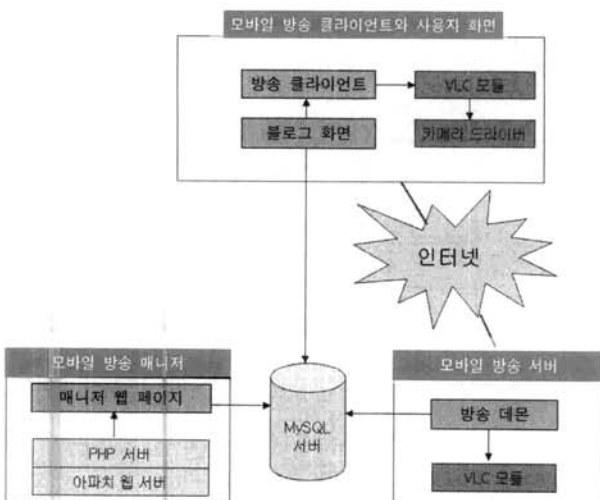 모바일 방송 클라이언트와 사용자 화면
방송 클라이언트
VLC 모듈
블로그 화면
카메라 드라이버
인터넷
모바일 방송 매니저
매니저 웹 페이지
PHP 서버
아파치 웹 서버
MySQL
서버
모바일 방송 서버
방송 데몬
VLC 모듈